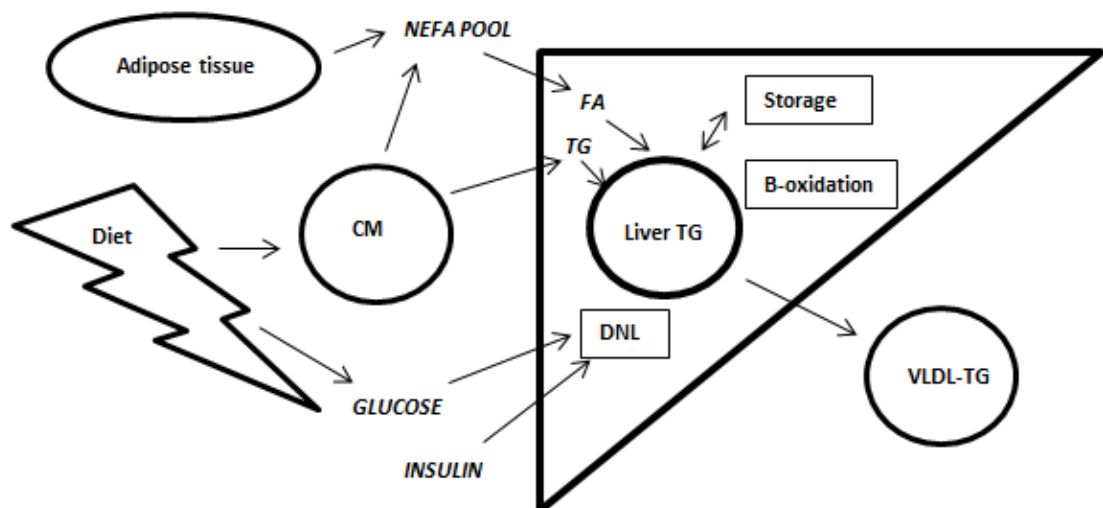 NEFA POOL
Adipose tissue
FA
Storage
TG
B-oxidation
Diet
CM
Liver TG
DNL
VLDL-TG
GLUCOSE
INSULIN